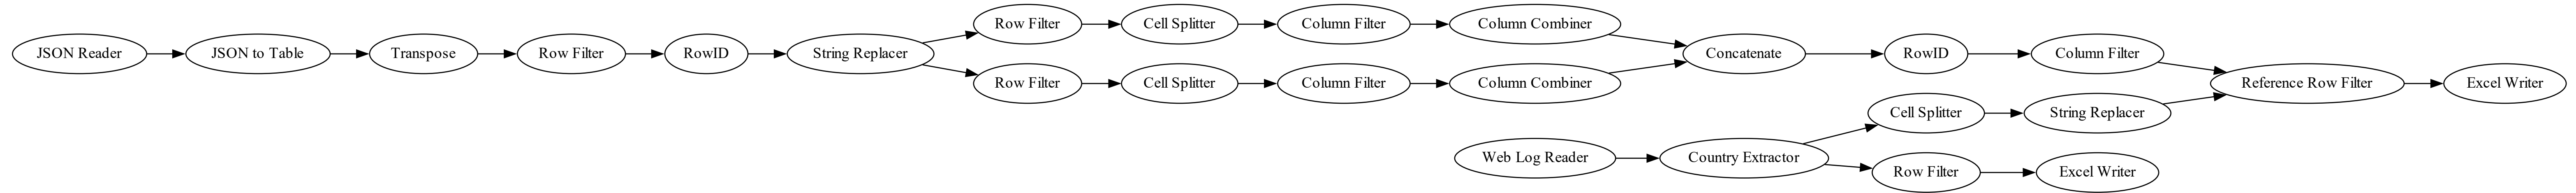 JSON Reader
JSON to Table
Transpose
Row Filter
RowID
String Replacer
Row Filter
Cell Splitter
Column Filter
Column Combiner
Row Filter
Cell Splitter
Column Filter
Column Combiner
Concatenate
RowID
Column Filter
Reference Row Filter
Excel Writer
Cell Splitter
String Replacer
Web Log Reader
Country Extractor
Row Filter
Excel Writer